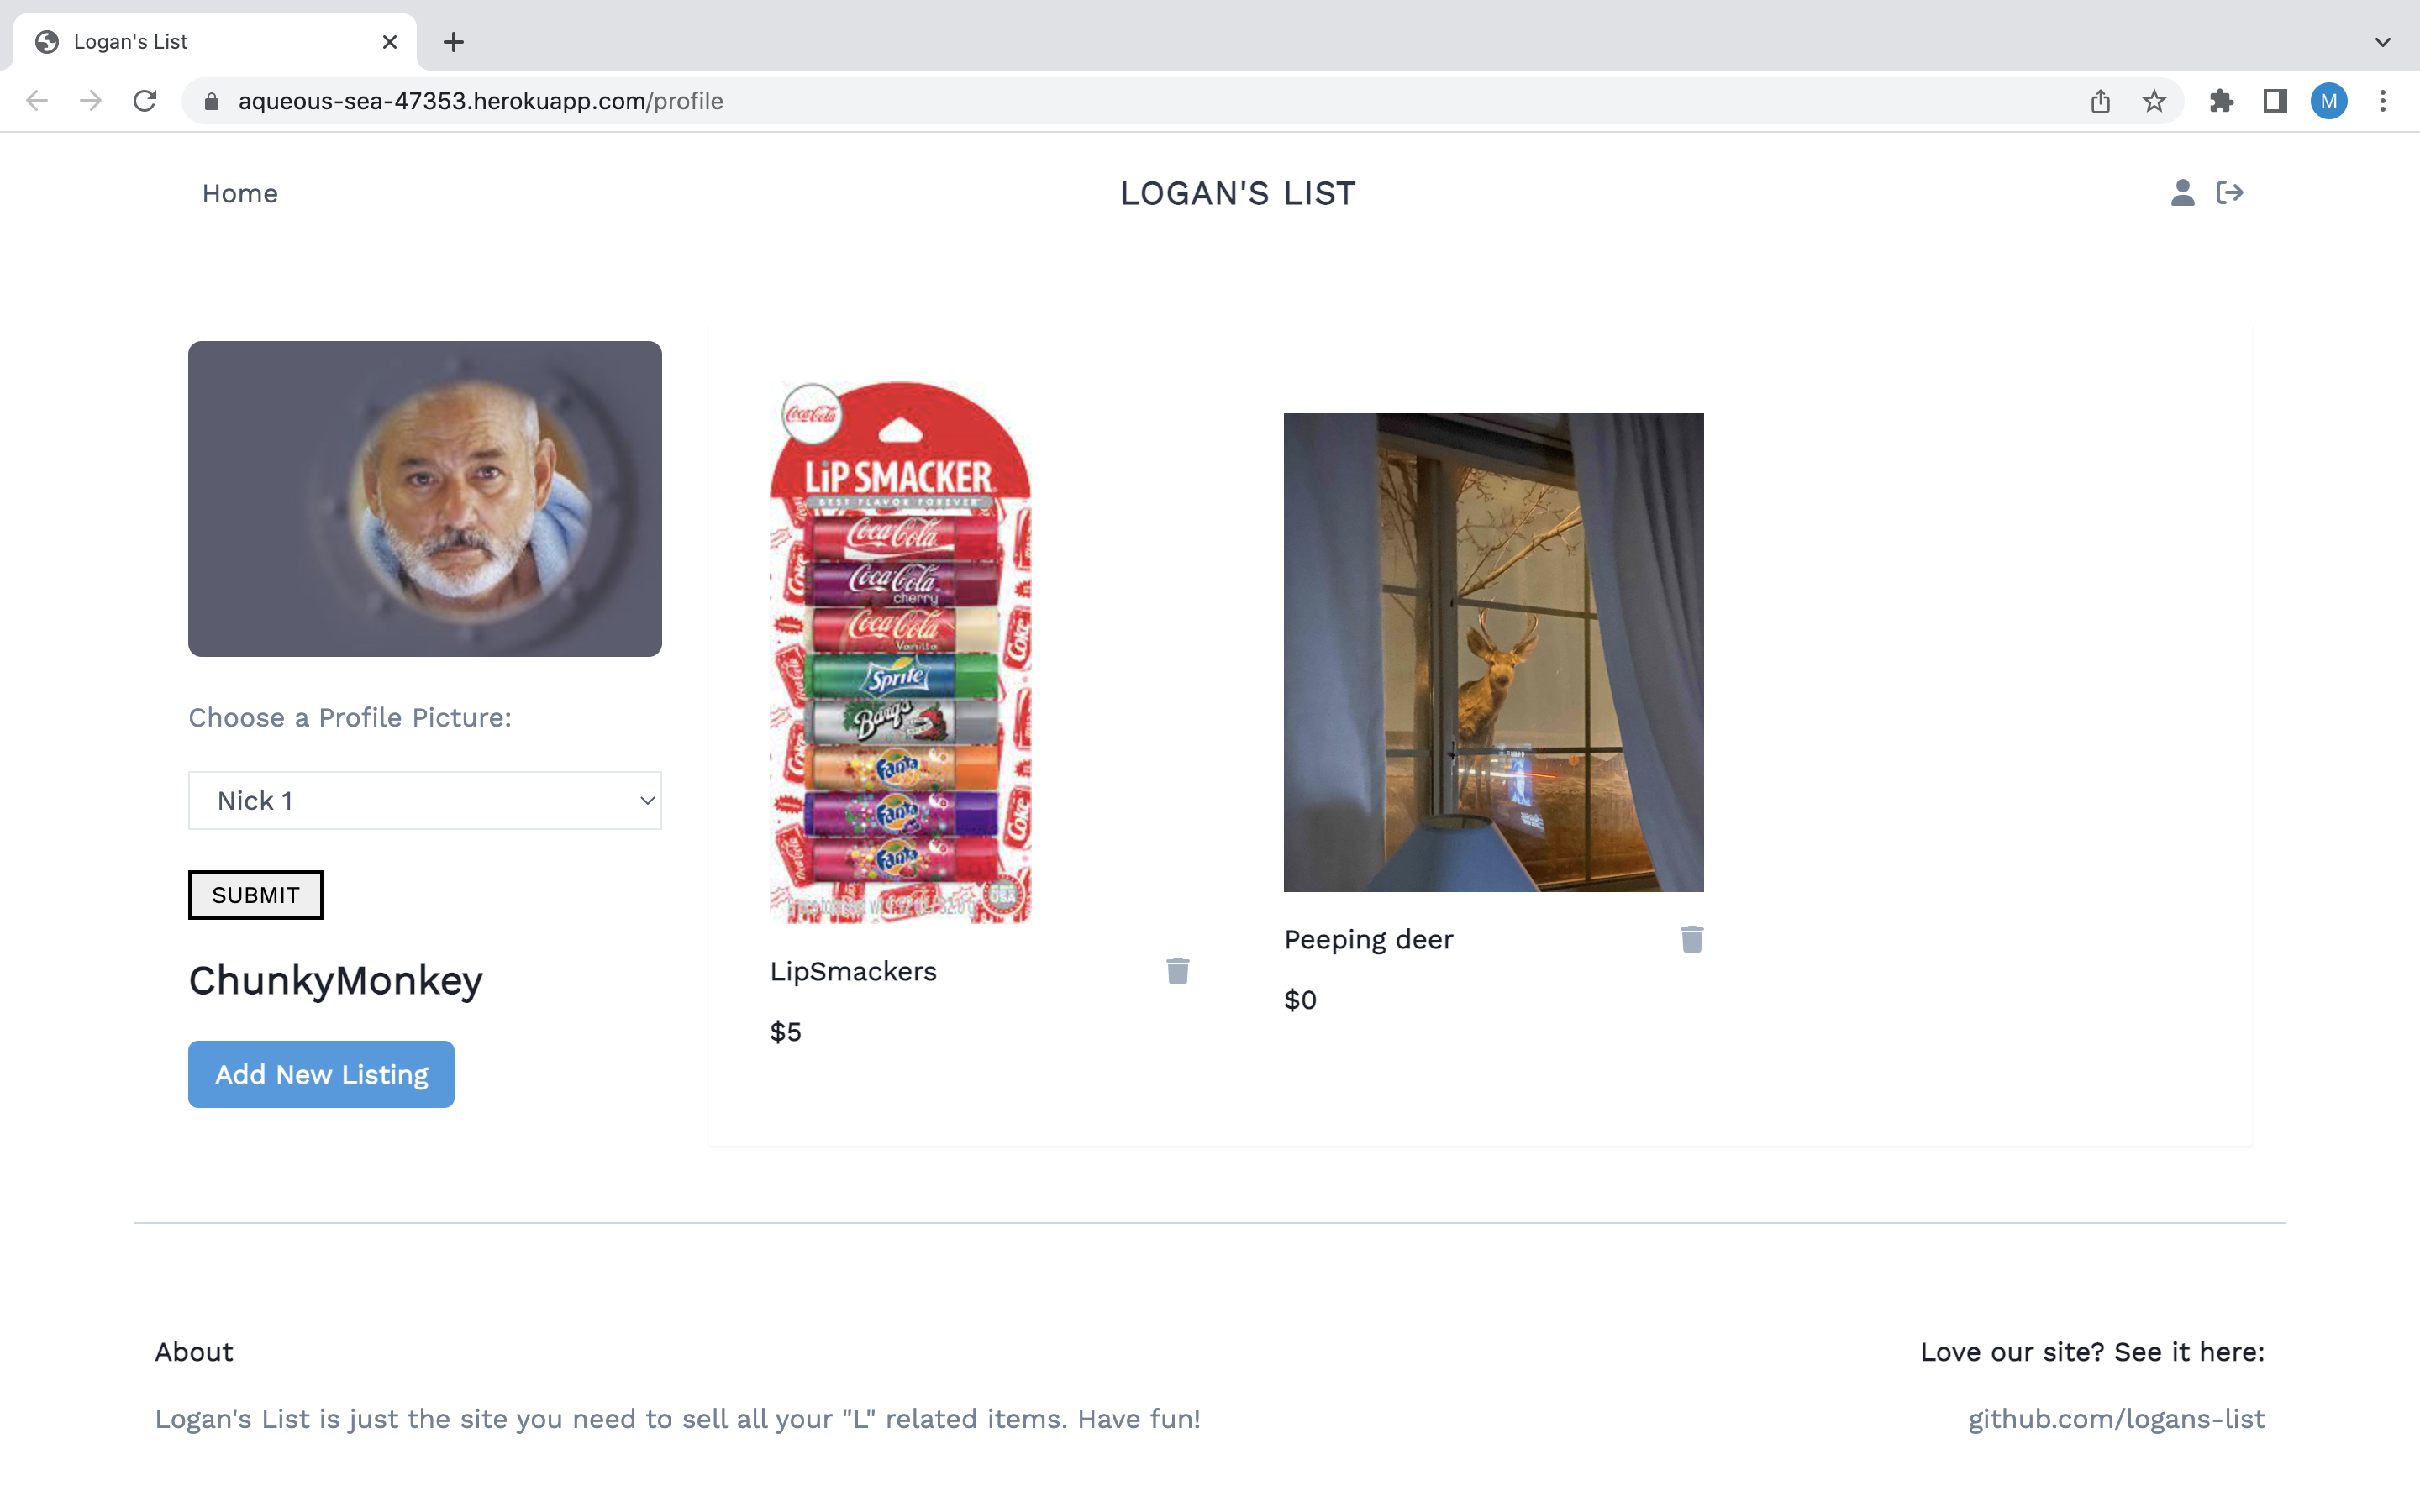 Logan's List
aqueous-sea-47353.herokuapp.com/profile
M
Home
LOGAN'S LIST
Choose a Profile Picture:
Nick 1
SUBMIT
ChunkyMonkey
Add New Listing
Coca-Cola
LiP SMACKER
BEST FLAVOR FOREVER
Coca-Cola
Coca-Cola
cherry
Coca-Cola
Vanilla
Sprite
Barq's
Fanta
Fanta
Fanta
Coke
Coke
Coke
Coke
USA
LipSmackers
$5
Peeping deer
$0
About
Logan's List is just the site you need to sell all your "L" related items. Have fun!
Love our site? See it here:
github.com/logans-list